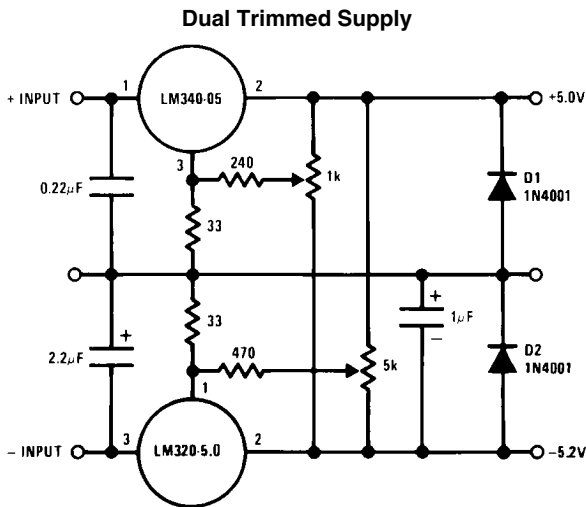 Dual Trimmed Supply
+ INPUT
1
LM340-05
2
+5.0V
3
240
1k
D1
1N4001
0.22μF
33
33
+
1μF
−
+
2.2μF
470
5k
D2
1N4001
1
− INPUT
3
LM320-5.0
2
−5.2V